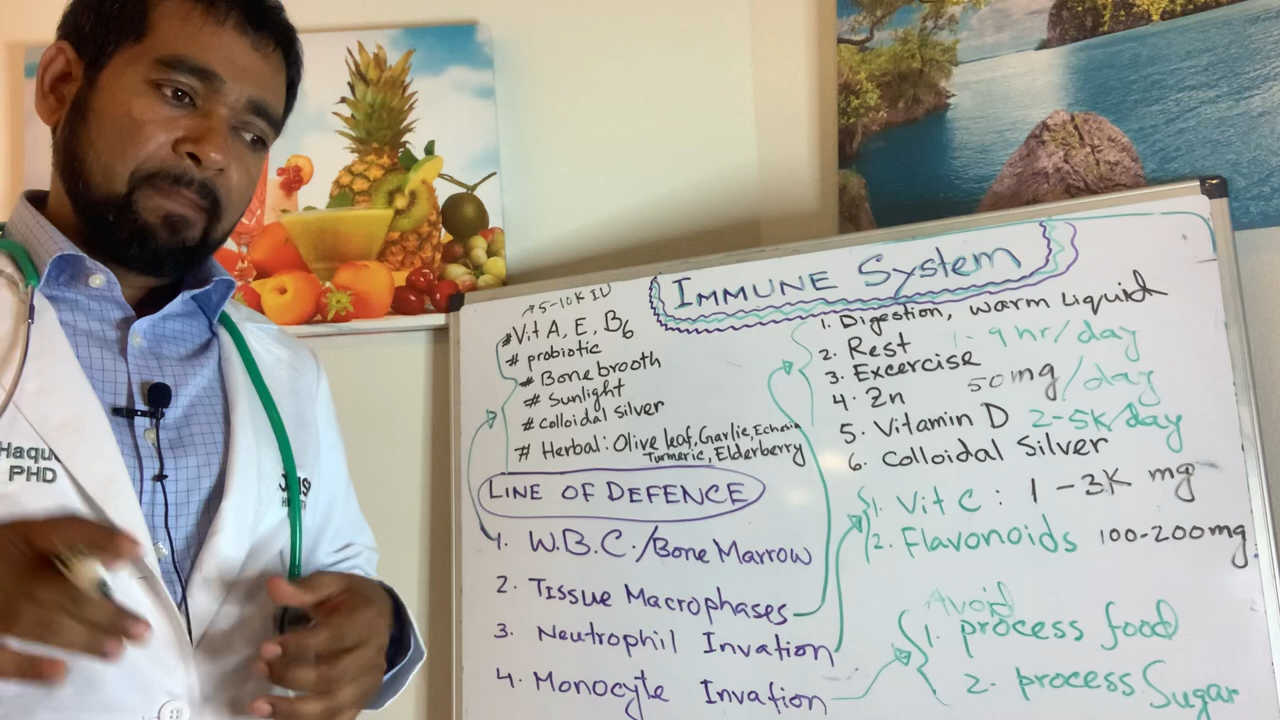 IMMUNE System
↗5-10K IU
# Vit A, E, B6
# probiotic
# Bone brooth
# Sunlight
# colloidal silver
# Herbal: Olive leaf, Garlic,
Turmeric, Elderberry
LINE OF DEFENCE
1. W.B.C./Bone Marrow
2. Tissue Macrophases
3. Neutrophil Invation
4. Monocyte Invation
1. Digestion, warm Liquid
2. Rest 9hr/day
3. Excercise
4. Zn 50mg/day
5. Vitamin D 2-5K/day
6. Colloidal Silver
1. Vit C: 1-3K mg
2. Flavonoids 100-200mg
Avoid
1. process food
2. process Sugar
Haqu
PHD